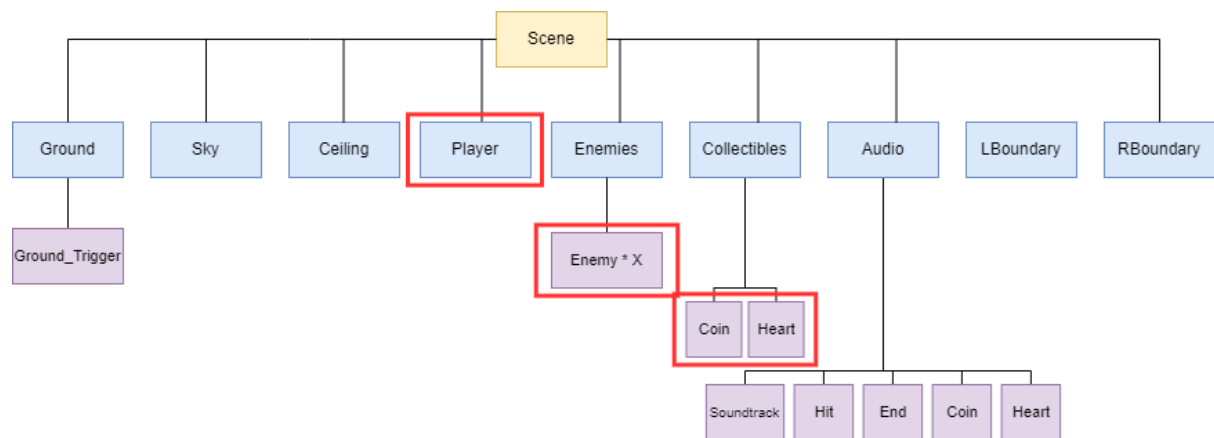 Scene
Ground
Sky
Ceiling
Player
Enemies
Collectibles
Audio
LBoundary
RBoundary
Ground_Trigger
Enemy * X
Coin
Heart
Soundtrack
Hit
End
Coin
Heart